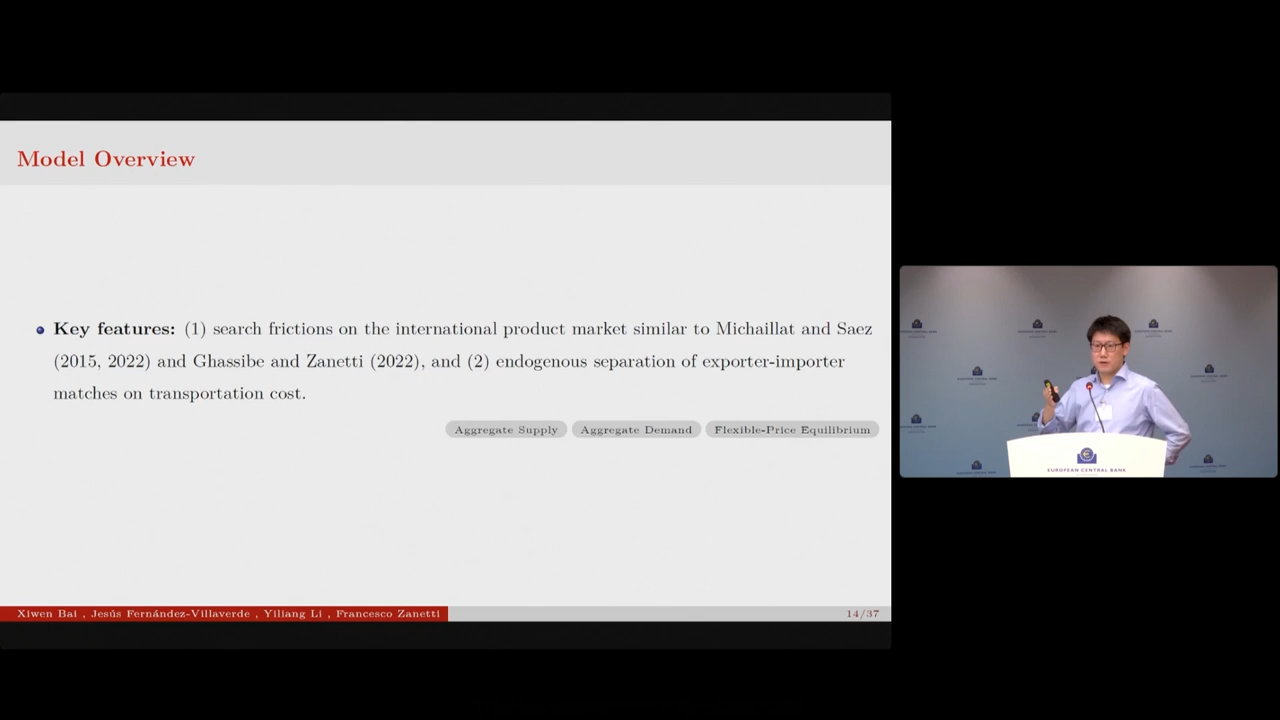 Model Overview
Key features: (1) search frictions on the international product market similar to Michaillat and Saez
(2015, 2022) and Ghassibe and Zanetti (2022), and (2) endogenous separation of exporter-importer
matches on transportation cost.
Aggregate Supply
Aggregate Demand
Flexible-Price Equilibrium
Xiwen Bai , Jesús Fernández-Villaverde , Yiliang Li , Francesco Zanetti
14/37
EUROPEAN CENTRAL BANK